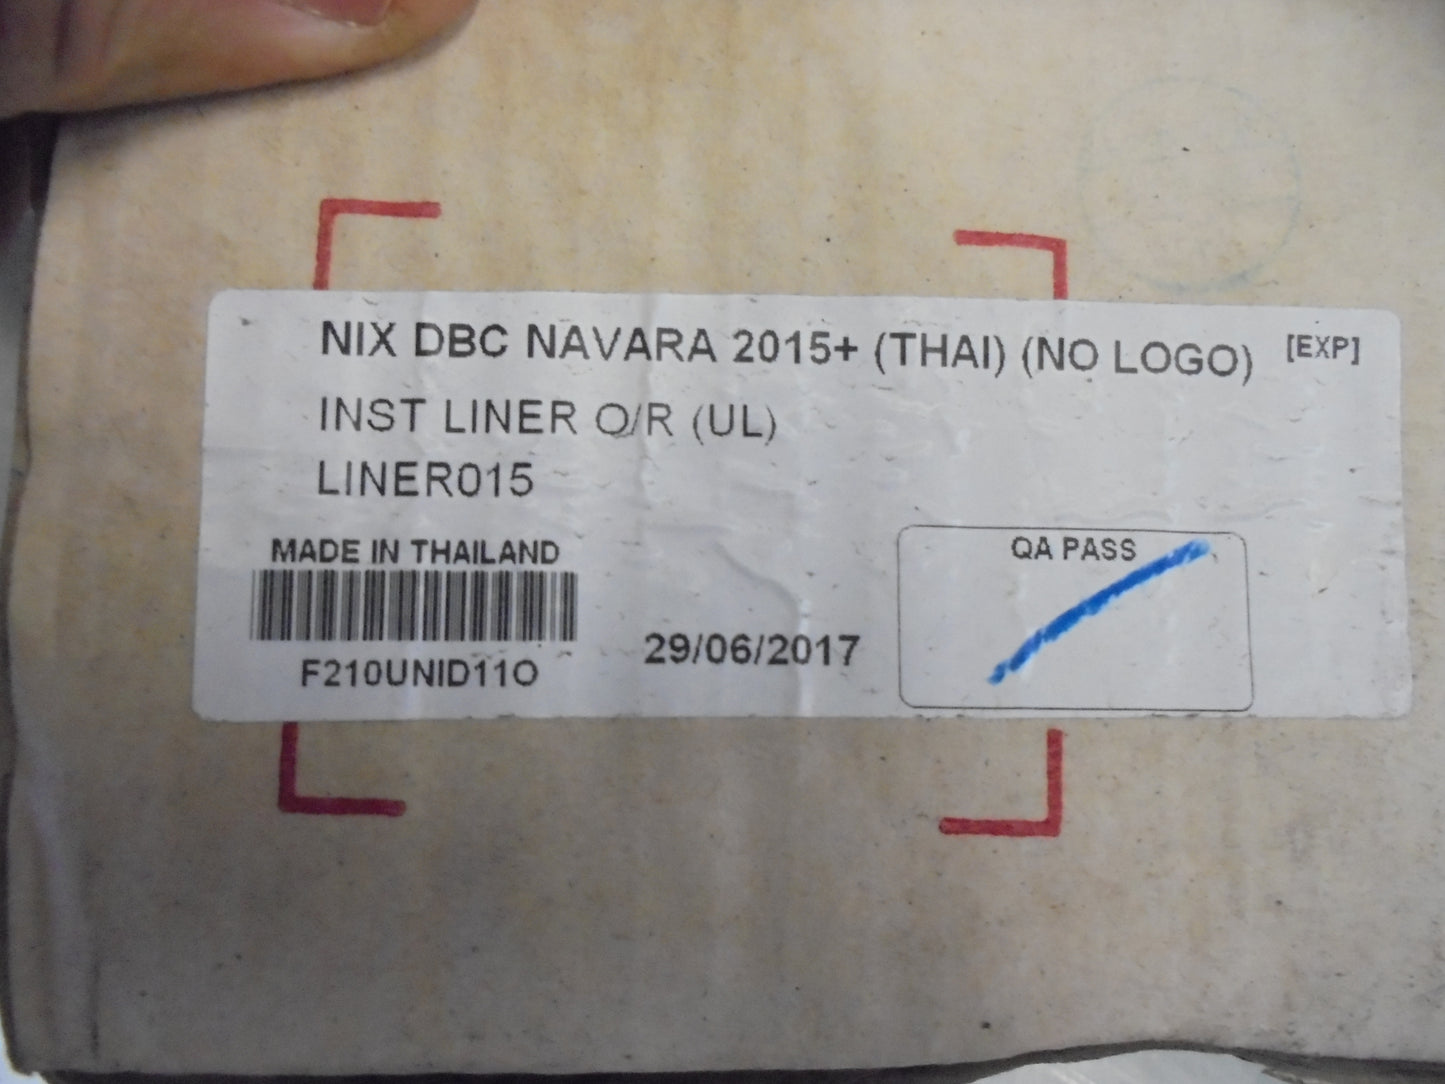 NIX DBC NAVARA 2015+ (THAI) (NO LOGO) [EXP]
INST LINER O/R (UL)
LINER015
MADE IN THAILAND
QA PASS
29/06/2017
F210UNID11O